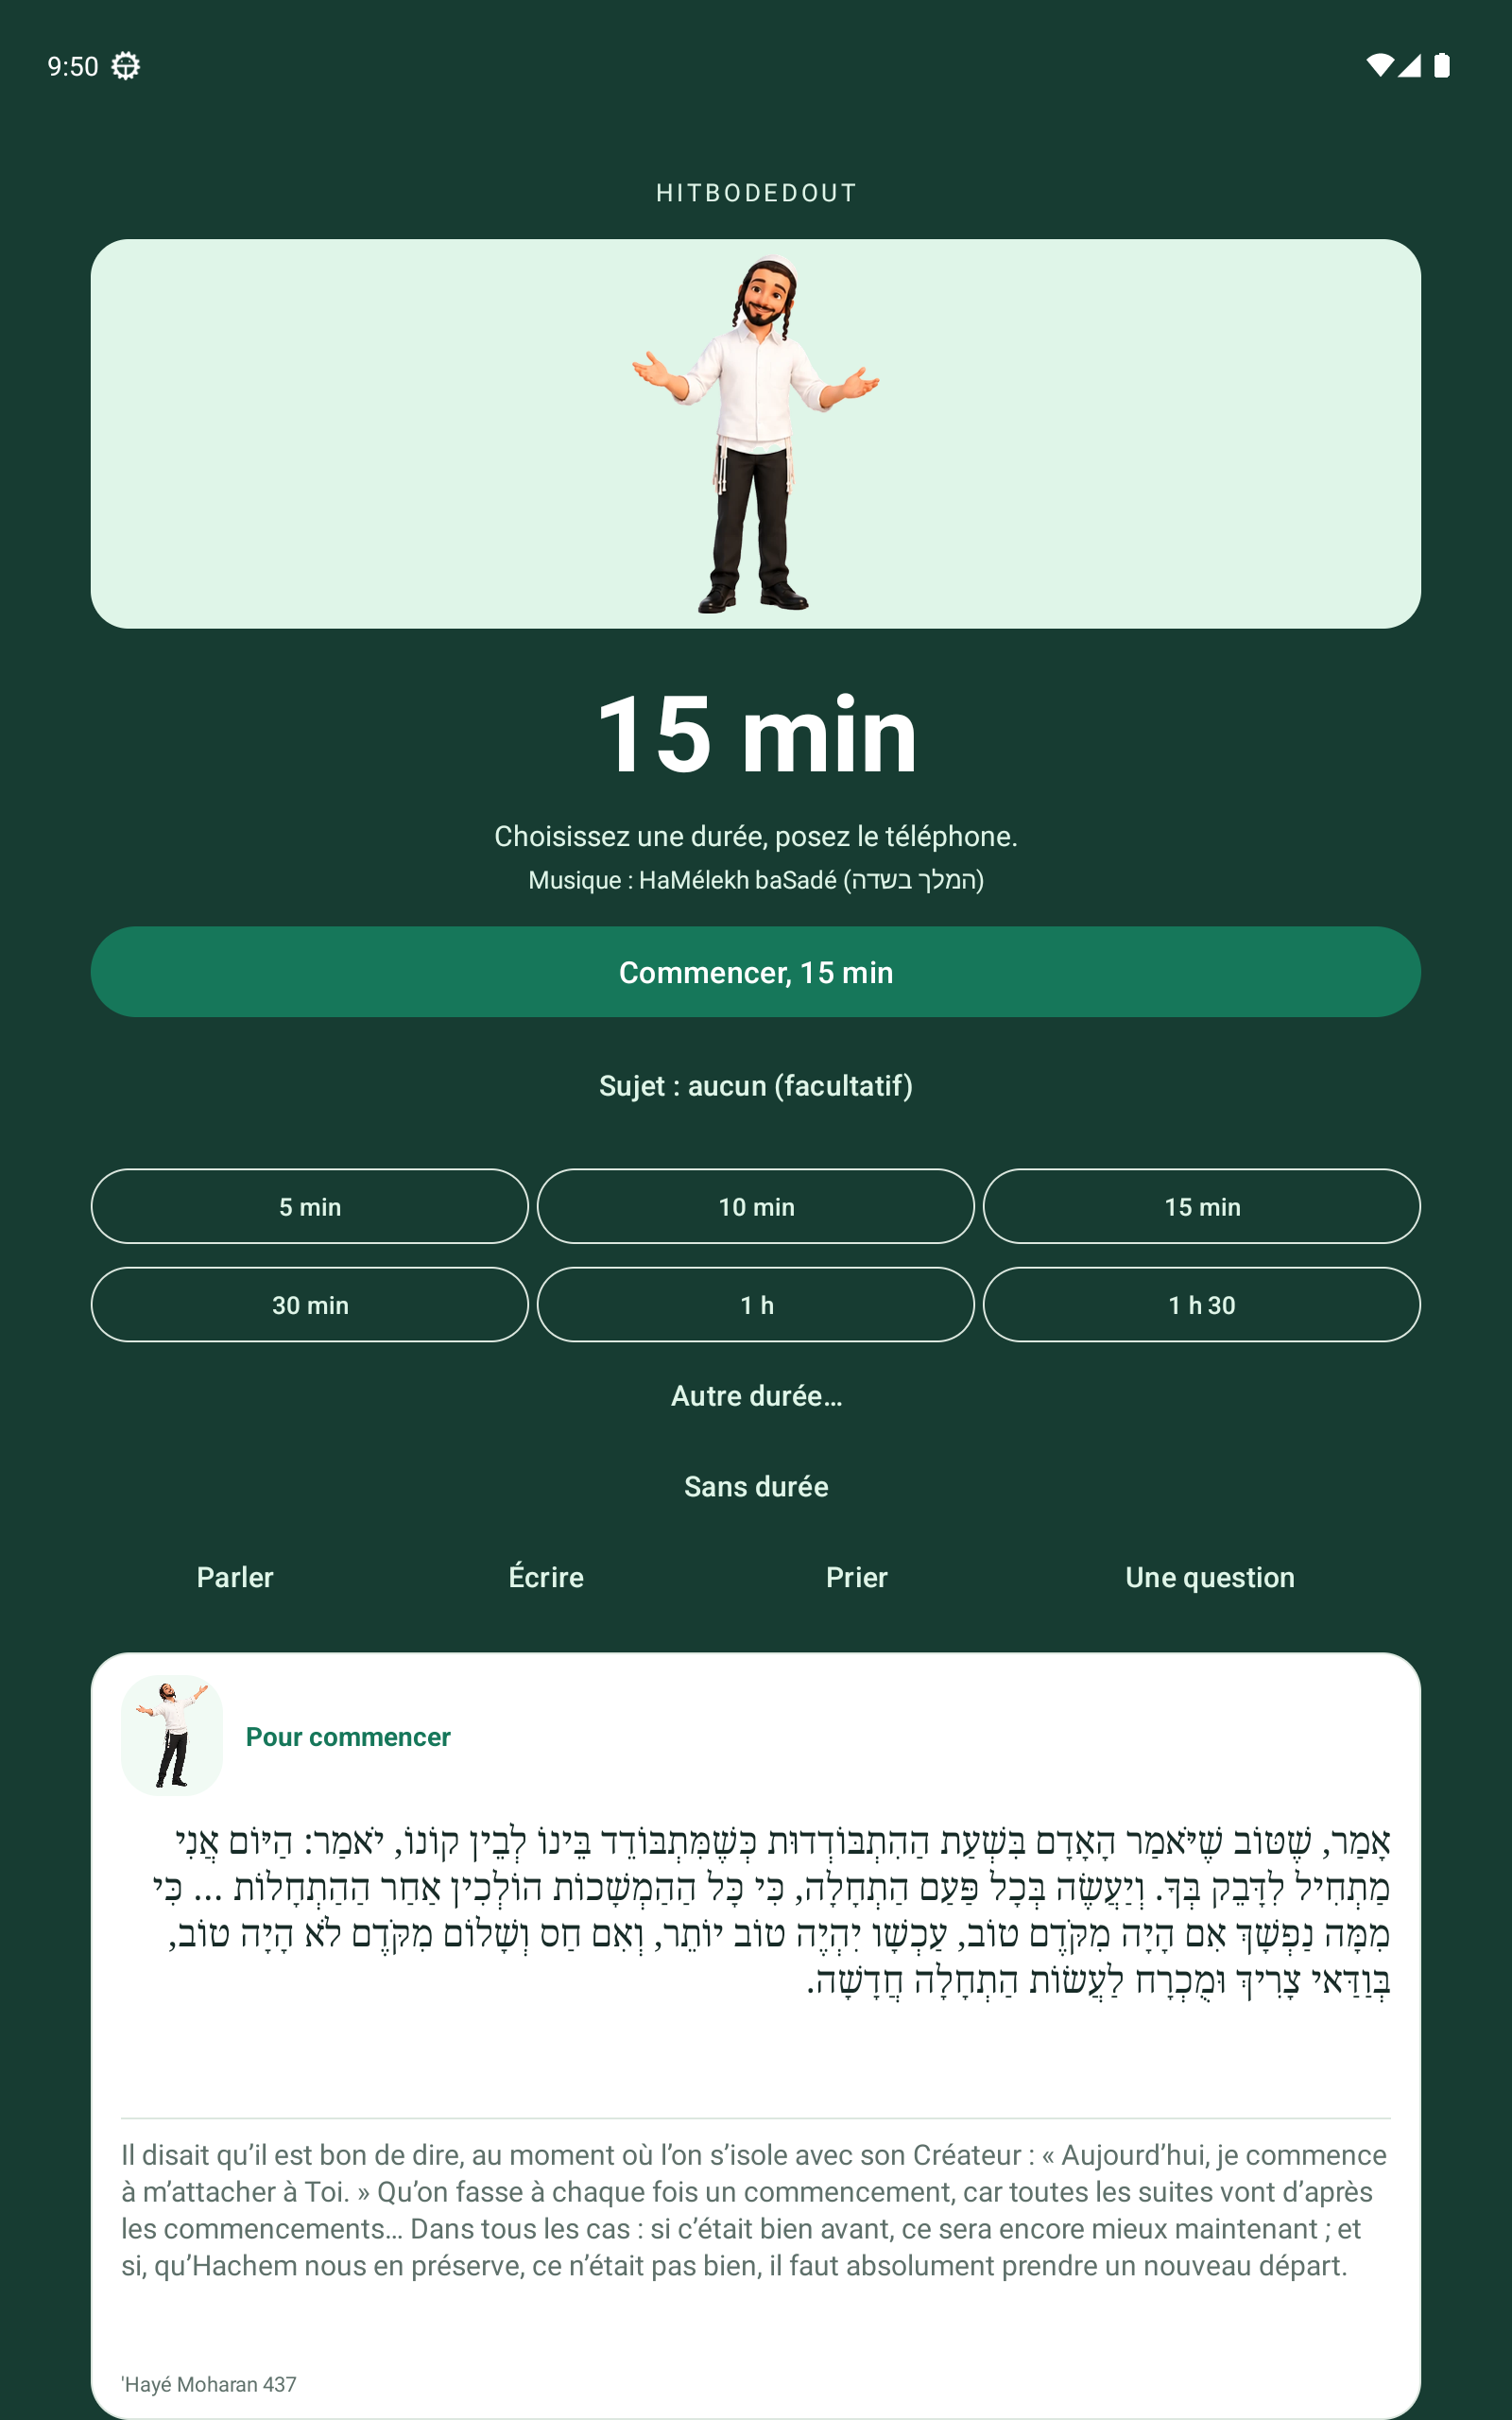 9:50
HITBODEDOUT
15 min
Choisissez une durée, posez le téléphone.
Musique : HaMélekh baSadé (המלך בשדה)
Commencer, 15 min
Sujet : aucun (facultatif)
5 min
10 min
15 min
30 min
1 h
1 h 30
Autre durée…
Sans durée
Parler
Écrire
Prier
Une question
Pour commencer
אָמַר, שֶׁטּוֹב שֶׁיֹּאמַר הָאָדָם בִּשְׁעַת הַהִתְבּוֹדְדוּת כְּשֶׁמִּתְבּוֹדֵד בֵּינוֹ לְבֵין קוֹנוֹ, יֹאמַר: הַיּוֹם אֲנִי
מַתְחִיל לְדָּבֵק בְּךָ. וְיַעֲשֶׂה בְּכָל פַּעַם הַתְחָלָה, כִּי כָּל הַהַמְשָׁכוֹת הוֹלְכִין אַחַר הַהַתְחָלוֹת ... כִּי
מִמָּה נַפְשָׁךְ אִם הָיָה מִקֹּדֶם טוֹב, עַכְשָׁו יִהְיֶה טוֹב יוֹתֵר, וְאִם חַס וְשָׁלוֹם מִקֹּדֶם לֹא הָיָה טוֹב,
בְּוַדַּאי צָרִיךְ וּמֻכְרָח לַעֲשׂוֹת הַתְחָלָה חֲדָשָׁה.
Il disait qu’il est bon de dire, au moment où l’on s’isole avec son Créateur : « Aujourd’hui, je commence
à m’attacher à Toi. » Qu’on fasse à chaque fois un commencement, car toutes les suites vont d’après
les commencements… Dans tous les cas : si c’était bien avant, ce sera encore mieux maintenant ; et
si, qu’Hachem nous en préserve, ce n’était pas bien, il faut absolument prendre un nouveau départ.
'Hayé Moharan 437